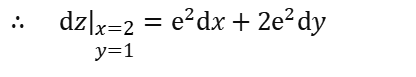 ∴ dz|x=2 y=1 = e²dx + 2e²dy